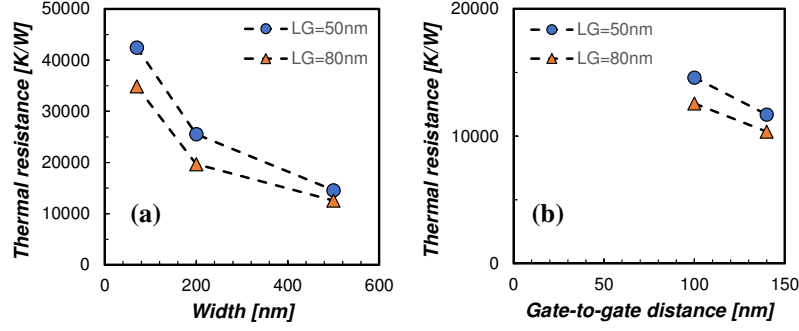 Thermal resistance [K/W]
50000
40000
30000
20000
10000
0
LG=50nm
LG=80nm
(a)
0
200
400
600
Width [nm]
Thermal resistance [K/W]
20000
10000
0
LG=50nm
LG=80nm
(b)
0
50
100
150
Gate-to-gate distance [nm]